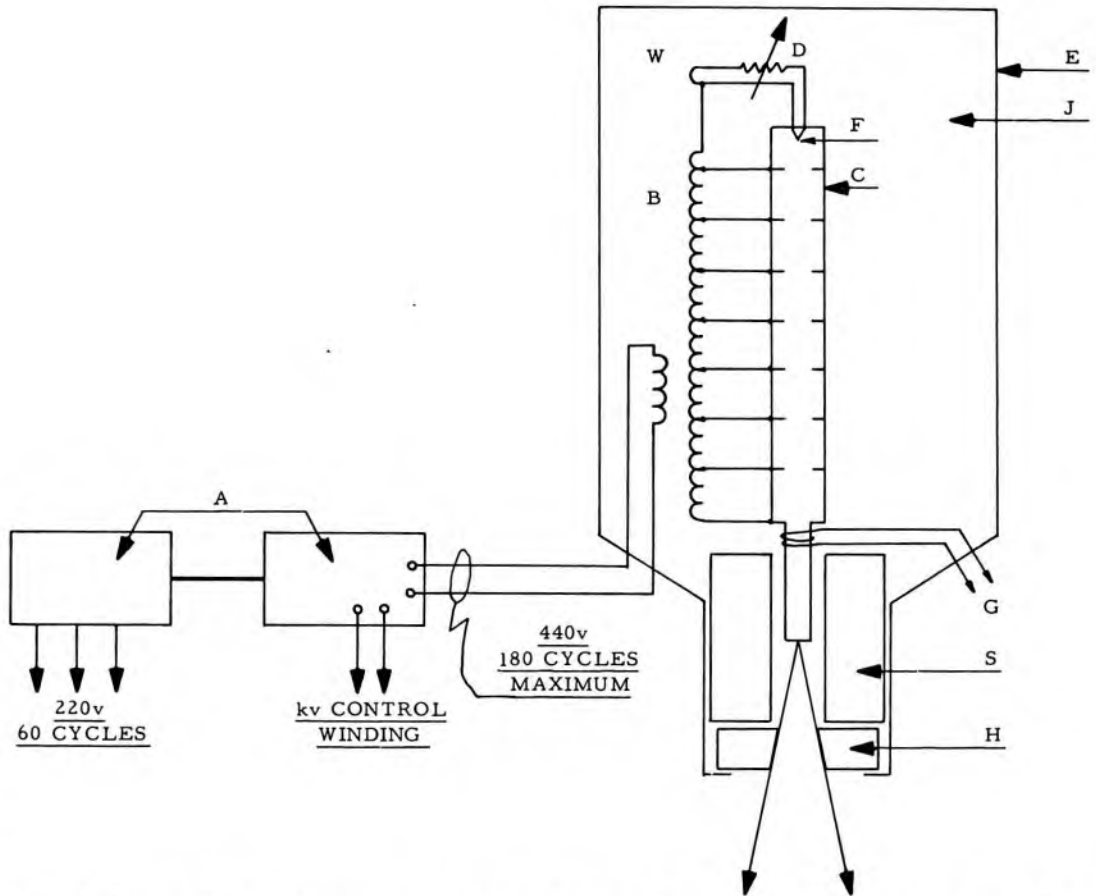 D
W
E
J
F
C
B
A
G
440v
180 CYCLES
MAXIMUM
S
220v
60 CYCLES
kv CONTROL
WINDING
H